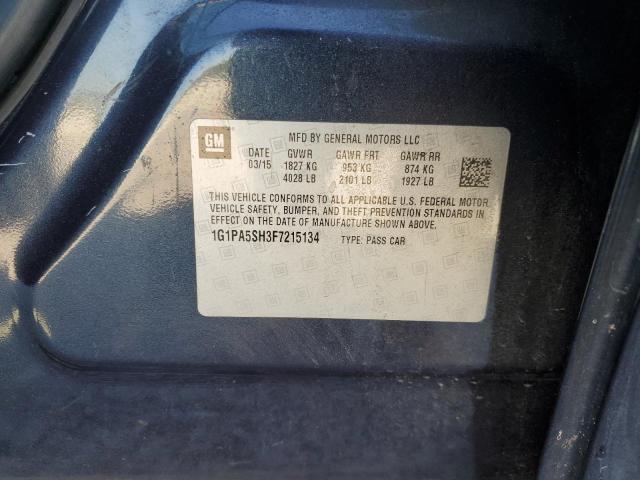 GM MFD BY GENERAL MOTORS LLC
DATE GVWR GAWR FRT GAWR RR
03/15 1827 KG 953 KG 874 KG
4028 LB 2101 LB 1927 LB
THIS VEHICLE CONFORMS TO ALL APPLICABLE U.S. FEDERAL MOTOR
VEHICLE SAFETY, BUMPER, AND THEFT PREVENTION STANDARDS IN
EFFECT ON THE DATE OF MANUFACTURE SHOWN ABOVE.
1G1PA5SH3F7215134 TYPE: PASS CAR